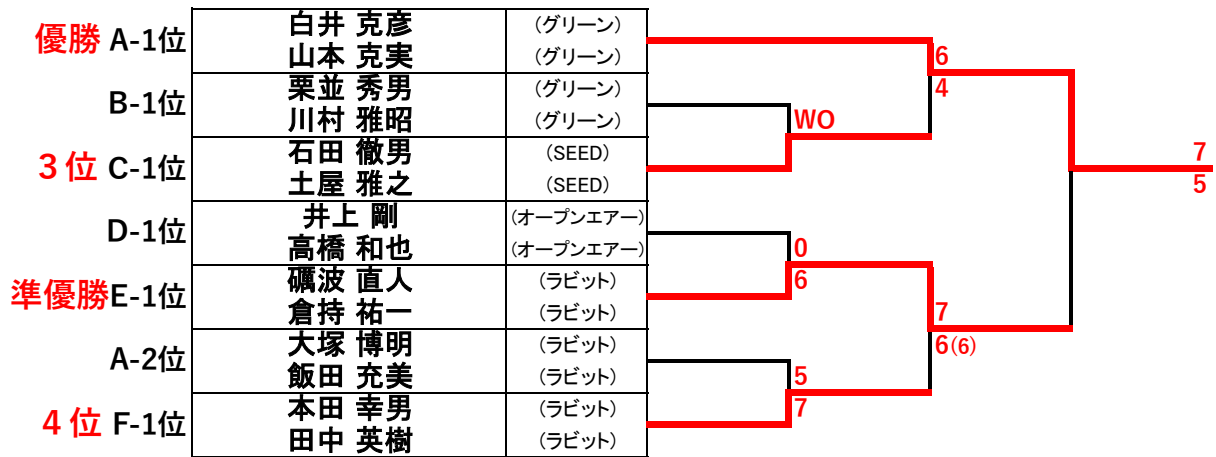 優勝 A-1位 白井 克彦 (グリーン)
山本 克実 (グリーン)
6
4
B-1位 栗並 秀男 (グリーン)
川村 雅昭 (グリーン)
WO
3位 C-1位 石田 徹男 (SEED)
土屋 雅之 (SEED)
7
5
D-1位 井上 剛 (オープンエアー)
高橋 和也 (オープンエアー)
0
6
準優勝E-1位 礪波 直人 (ラビット)
倉持 祐一 (ラビット)
7
6(6)
A-2位 大塚 博明 (ラビット)
飯田 充美 (ラビット)
5
7
4位 F-1位 本田 幸男 (ラビット)
田中 英樹 (ラビット)